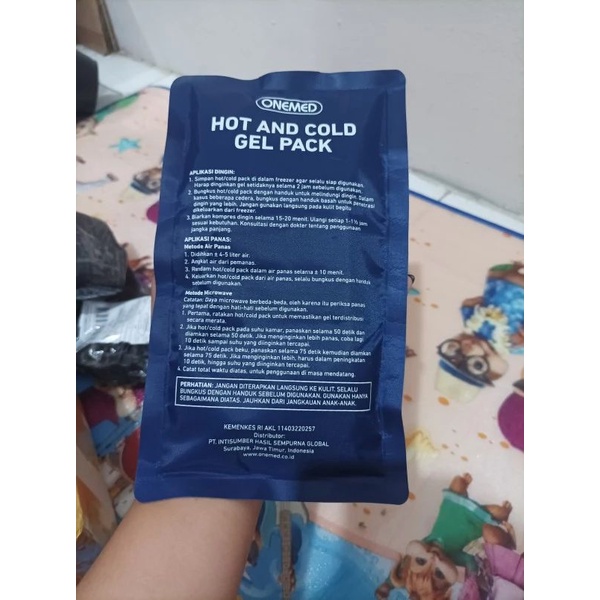 ONEMED
HOT AND COLD
GEL PACK
APLIKASI DINGIN:
1. Simpan hot/cold pack di dalam freezer agar selalu siap digunakan.
Harap dinginkan gel setidaknya selama 2 jam sebelum digunakan.
2. Bungkus hot/cold pack dengan handuk untuk melindungi dingin. Dalam
kasus beberapa cedera, bungkus dengan handuk basah untuk penetrasi
dingin yang lebih. Jangan gunakan langsung pada kulit begitu
dikeluarkan dari freezer.
3. Biarkan kompres dingin selama 15-20 menit. Ulangi setiap 1-1½ jam
sesuai kebutuhan. Konsultasi dengan dokter tentang penggunaan
jangka panjang.
APLIKASI PANAS:
Metode Air Panas
1. Didihkan ± 4-5 liter air.
2. Angkat air dari pemanas.
3. Rendam hot/cold pack dalam air panas selama ± 10 menit.
4. Keluarkan hot/cold pack dari air panas, selalu bungkus dengan handuk
sebelum digunakan.
Metode Microwave
Catatan: Daya microwave berbeda-beda, oleh karena itu periksa panas
yang tepat dengan hati-hati sebelum digunakan.
1. Pertama, ratakan hot/cold pack untuk memastikan gel terdistribusi
secara merata.
2. Jika hot/cold pack pada suhu kamar, panaskan selama 50 detik dan
diamkan selama 50 detik. Jika menginginkan lebih panas, coba lagi
10 detik sampai suhu yang diinginkan tercapai.
3. Jika hot/cold pack beku, panaskan selama 75 detik kemudian diamkan
selama 75 detik. Jika menginginkan lebih, harus dalam peningkatan
10 detik, hingga suhu yang diinginkan tercapai.
4. Catat total waktu diatas, untuk penggunaan di masa mendatang.
PERHATIAN: JANGAN DITERAPKAN LANGSUNG KE KULIT. SELALU
BUNGKUS DENGAN HANDUK SEBELUM DIGUNAKAN. GUNAKAN HANYA
SEBAGAIMANA DIATAS. JAUHKAN DARI JANGKAUAN ANAK-ANAK.
KEMENKES RI AKL 11403220257
Distributor:
PT. INTISUMBER HASIL SEMPURNA GLOBAL
Surabaya, Jawa Timur, Indonesia
www.onemed.co.id